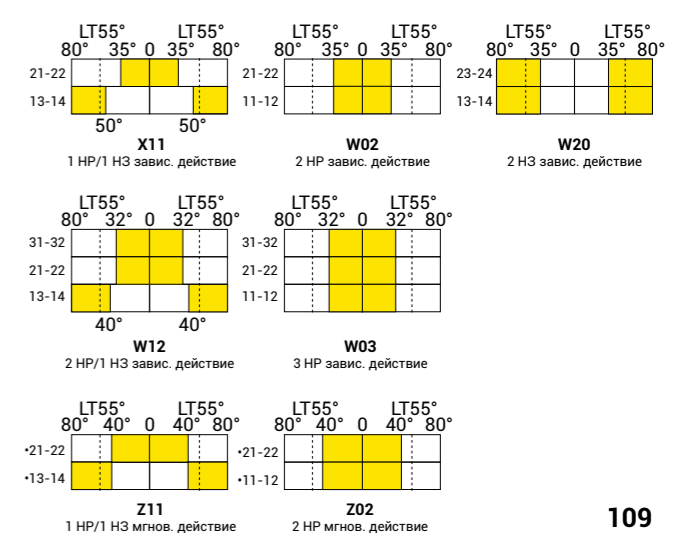 LT55° LT55°
80° 35° 0 35° 80°
21-22
13-14
50° 50°
X11
1 НР/1 НЗ завис. действие
LT55° LT55°
80° 35° 0 35° 80°
21-22
11-12
W02
2 НР завис. действие
LT55° LT55°
80° 35° 0 35° 80°
23-24
13-14
W20
2 НЗ завис. действие
LT55° LT55°
80° 32° 0 32° 80°
31-32
21-22
13-14
40° 40°
W12
2 НР/1 НЗ завис. действие
LT55° LT55°
80° 32° 0 32° 80°
31-32
21-22
11-12
W03
3 НР завис. действие
LT55° LT55°
80° 40° 0 40° 80°
•21-22
•13-14
Z11
1 НР/1 НЗ мгнов. действие
LT55° LT55°
80° 40° 0 40° 80°
•21-22
•11-12
Z02
2 НР мгнов. действие
109